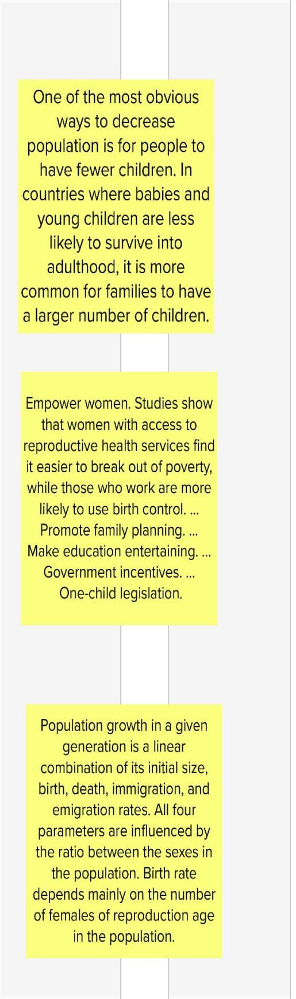 One of the most obvious
ways to decrease
population is for people to
have fewer children. In
countries where babies and
young children are less
likely to survive into
adulthood, it is more
common for families to have
a larger number of children.
Empower women. Studies show
that women with access to
reproductive health services find
it easier to break out of poverty,
while those who work are more
likely to use birth control. ...
Promote family planning. ...
Make education entertaining. ...
Government incentives. ...
One-child legislation.
Population growth in a given
generation is a linear
combination of its initial size,
birth, death, immigration, and
emigration rates. All four
parameters are influenced by
the ratio between the sexes in
the population. Birth rate
depends mainly on the number
of females of reproduction age
in the population.